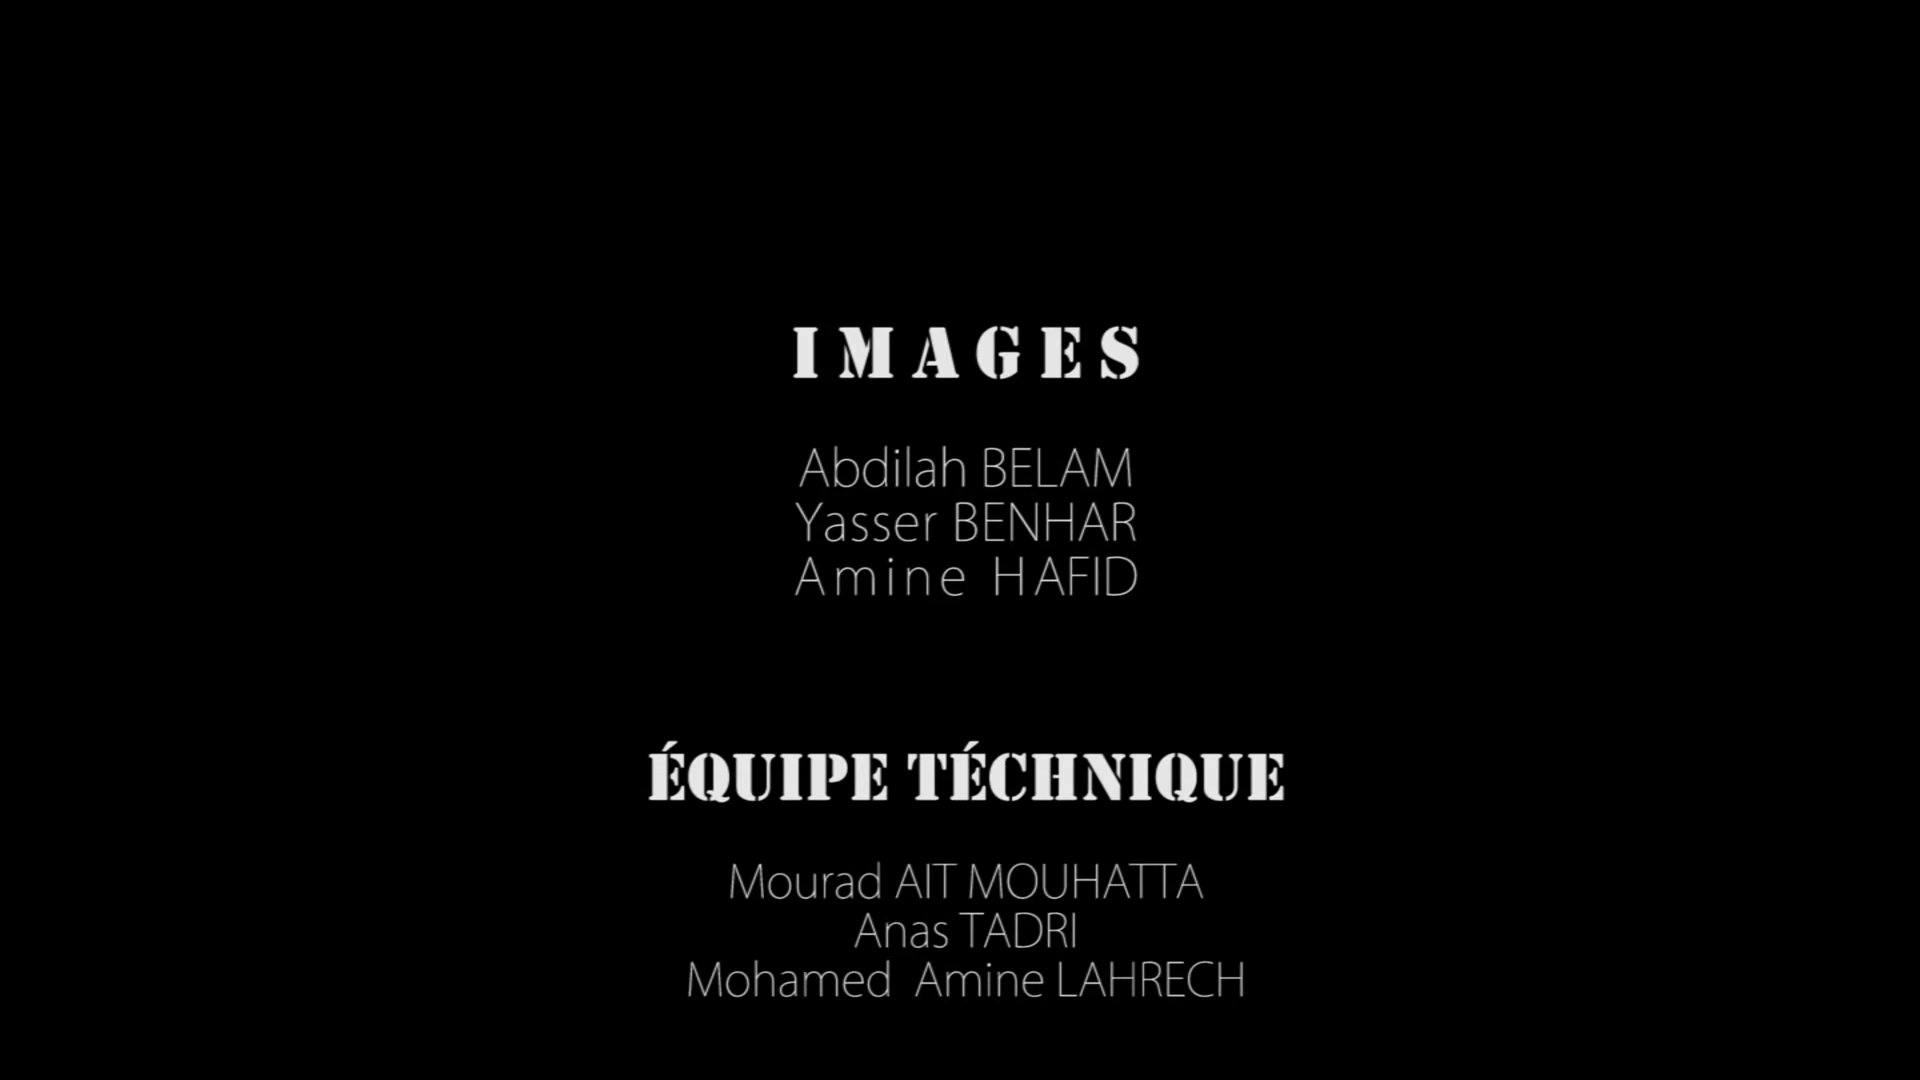 IMAGES
Abdilah BELAM
Yasser BENHAR
Amine HAFID
ÉQUIPE TÉCHNIQUE
Mourad AIT MOUHATTA
Anas TADRI
Mohamed Amine LAHRECH